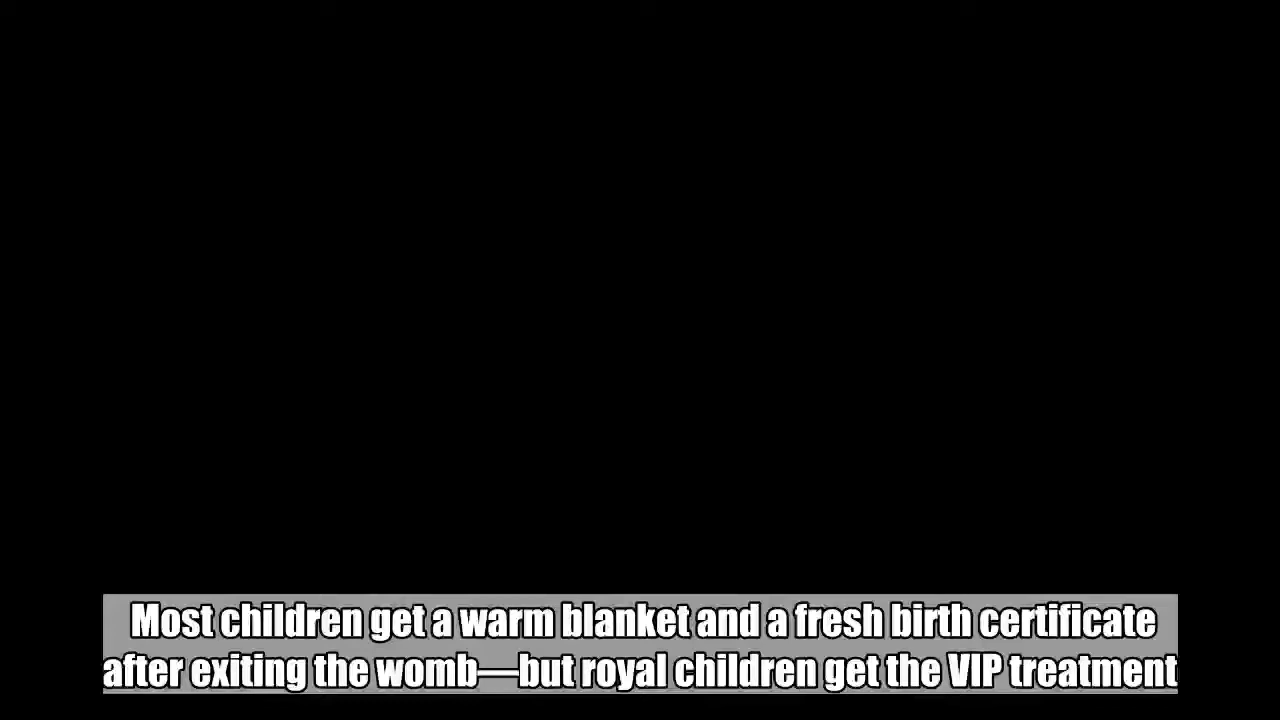 Most children get a warm blanket and a fresh birth certificate
after exiting the womb—but royal children get the VIP treatment